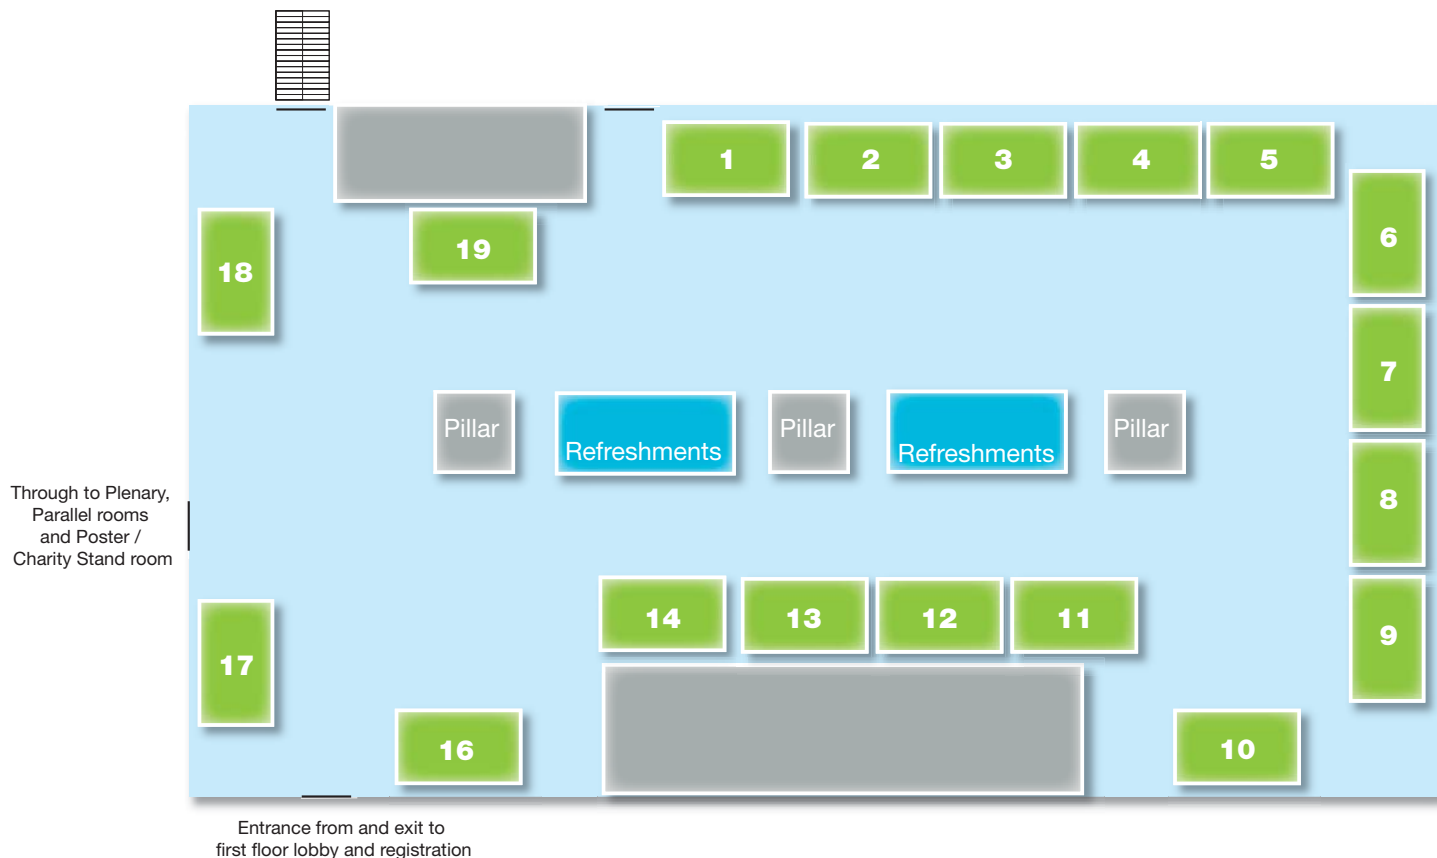 1
2
3
4
5
6
19
18
7
Pillar
Refreshments
Pillar
Refreshments
Pillar
Through to Plenary,
Parallel rooms
and Poster /
Charity Stand room
8
14
13
12
11
9
17
16
10
Entrance from and exit to
first floor lobby and registration